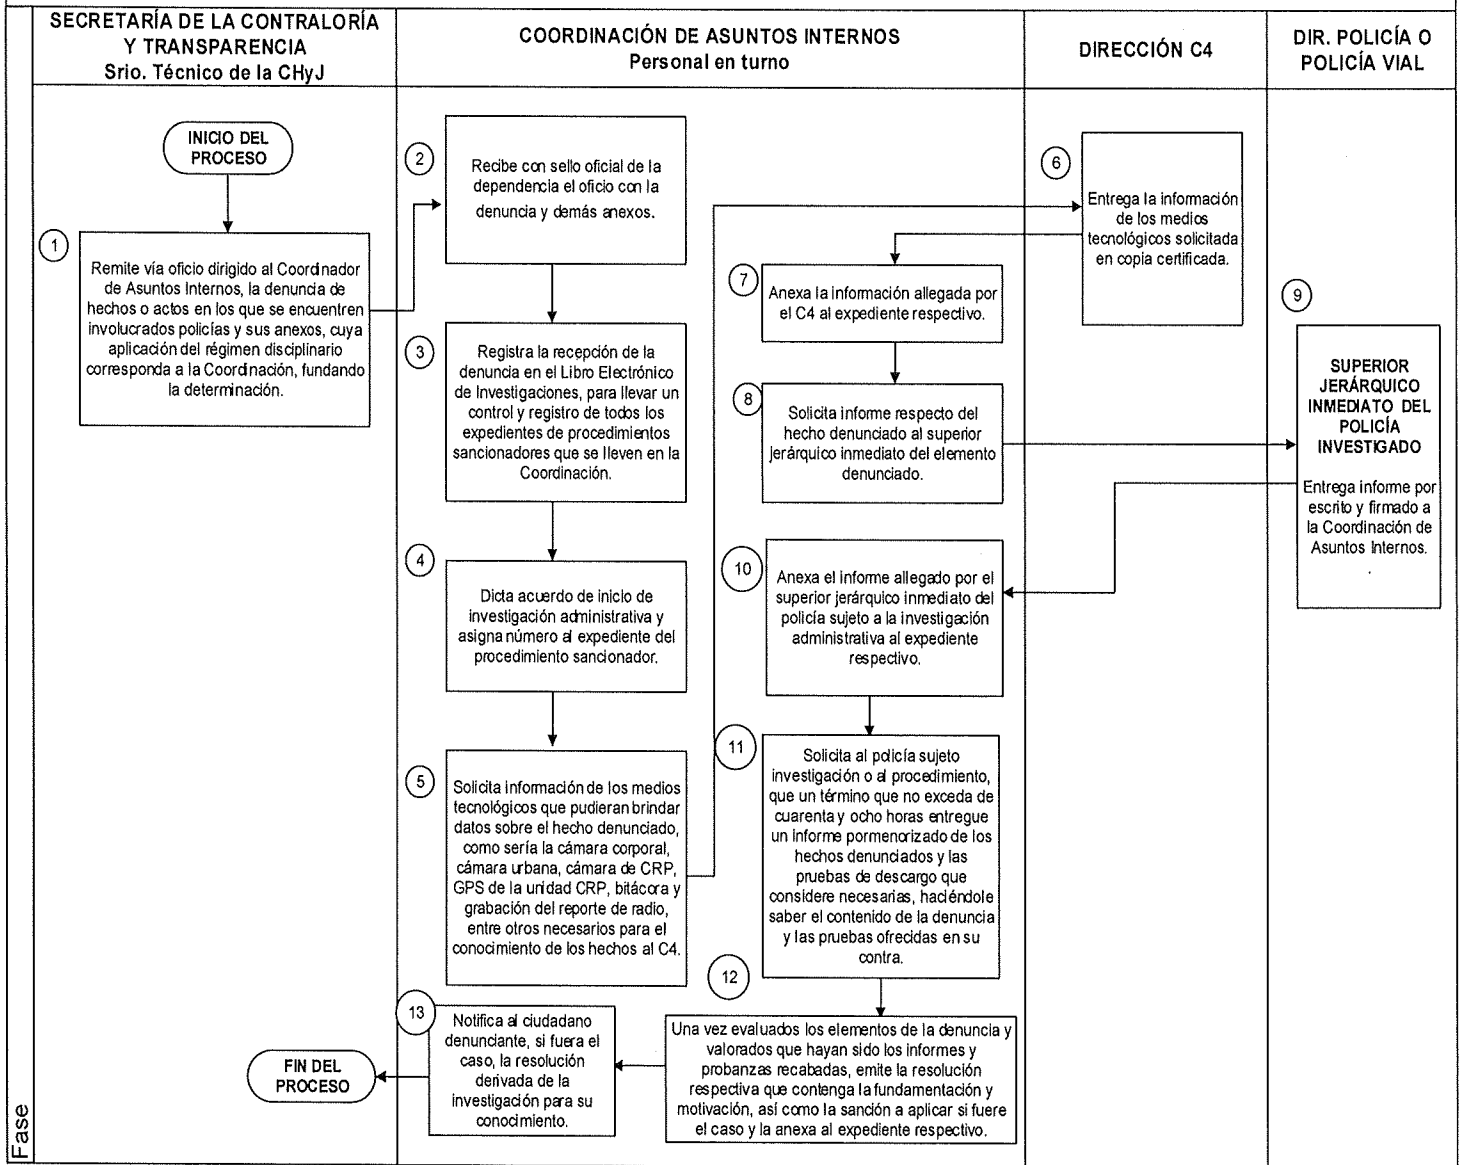 SECRETARÍA DE LA CONTRALORÍA
Y TRANSPARENCIA
Srio. Técnico de la CHyJ
COORDINACIÓN DE ASUNTOS INTERNOS
Personal en turno
DIRECCIÓN C4
DIR. POLICÍA O
POLICÍA VIAL
INICIO DEL
PROCESO
1
Remite vía oficio dirigido al Coordinador
de Asuntos Internos, la denuncia de
hechos o actos en los que se encuentren
involucrados policías y sus anexos, cuya
aplicación del régimen disciplinario
corresponda a la Coordinación, fundando
la determinación.
2
Recibe con sello oficial de la
dependencia el oficio con la
denuncia y demás anexos.
3
Registra la recepción de la
denuncia en el Libro Electrónico
de Investigaciones, para llevar un
control y registro de todos los
expedientes de procedimientos
sancionadores que se lleven en la
Coordinación.
4
Dicta acuerdo de inicio de
investigación administrativa y
asigna número al expediente del
procedimiento sancionador.
5
Solicita información de los medios
tecnológicos que pudieran brindar
datos sobre el hecho denunciado,
como sería la cámara corporal,
cámara urbana, cámara de CRP,
GPS de la unidad CRP, bitácora y
grabación del reporte de radio,
entre otros necesarios para el
conocimiento de los hechos al C4.
6
Entrega la información
de los medios
tecnológicos solicitada
en copia certificada.
7
Anexa la información allegada por
el C4 al expediente respectivo.
8
Solicita informe respecto del
hecho denunciado al superior
jerárquico inmediato del elemento
denunciado.
9
SUPERIOR
JERÁRQUICO
INMEDIATO DEL
POLICÍA
INVESTIGADO
Entrega informe por
escrito y firmado a
la Coordinación de
Asuntos Internos.
10
Anexa el informe allegado por el
superior jerárquico inmediato del
policía sujeto a la investigación
administrativa al expediente
respectivo.
11
Solicita al policía sujeto
investigación o al procedimiento,
que un término que no exceda de
cuarenta y ocho horas entregue
un informe pormenorizado de los
hechos denunciados y las
pruebas de descargo que
considere necesarias, haciéndole
saber el contenido de la denuncia
y las pruebas ofrecidas en su
contra.
12
Una vez evaluados los elementos de la denuncia y
valorados que hayan sido los informes y
probanzas recabadas, emite la resolución
respectiva que contenga la fundamentación y
motivación, así como la sanción a aplicar si fuere
el caso y la anexa al expediente respectivo.
13
Notifica al ciudadano
denunciante, si fuera el
caso, la resolución
derivada de la
investigación para su
conocimiento.
FIN DEL
PROCESO
Fase